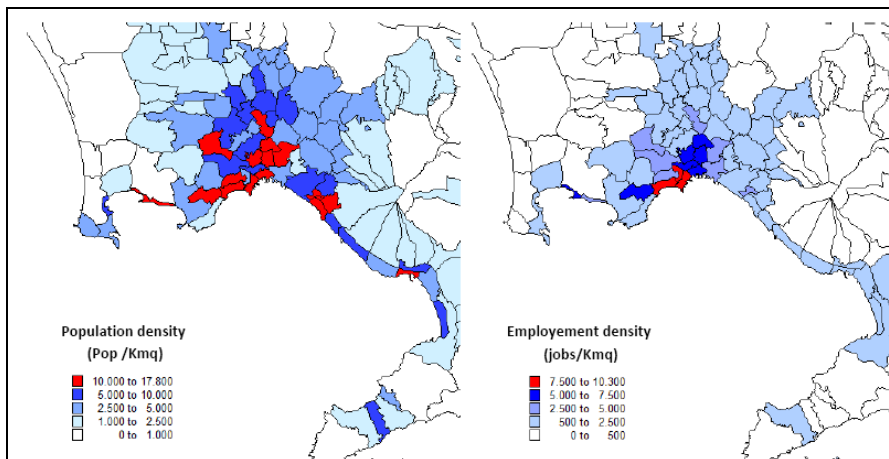 Population density
(Pop /Kmq)
10.000 to 17.800
5.000 to 10.000
2.500 to 5.000
1.000 to 2.500
0 to 1.000
Employement density
(jobs/Kmq)
7.500 to 10.300
5.000 to 7.500
2.500 to 5.000
500 to 2.500
0 to 500